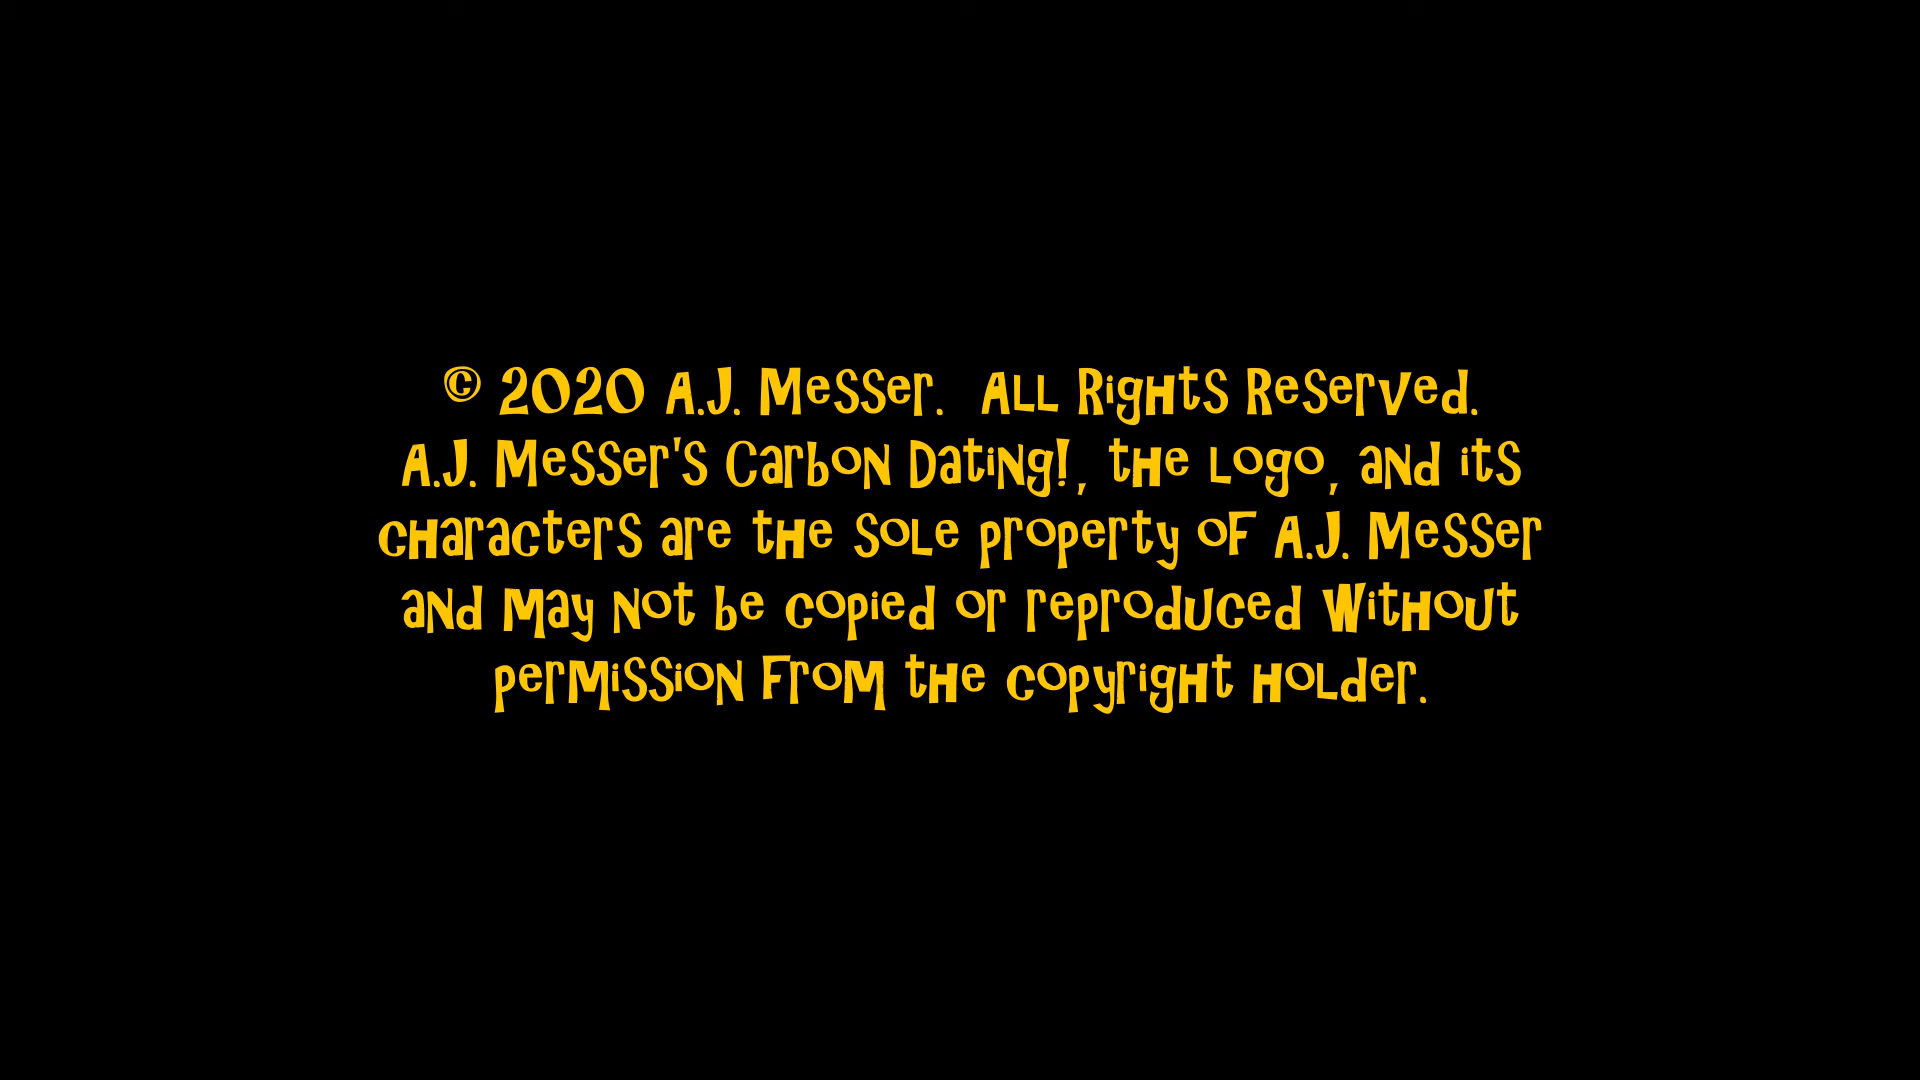 © 2020 A.J. Messer.  All Rights Reserved.
A.J. Messer's Carbon Dating!, the logo, and its
characters are the sole property of A.J. Messer
and may not be copied or reproduced without
permission from the copyright holder.